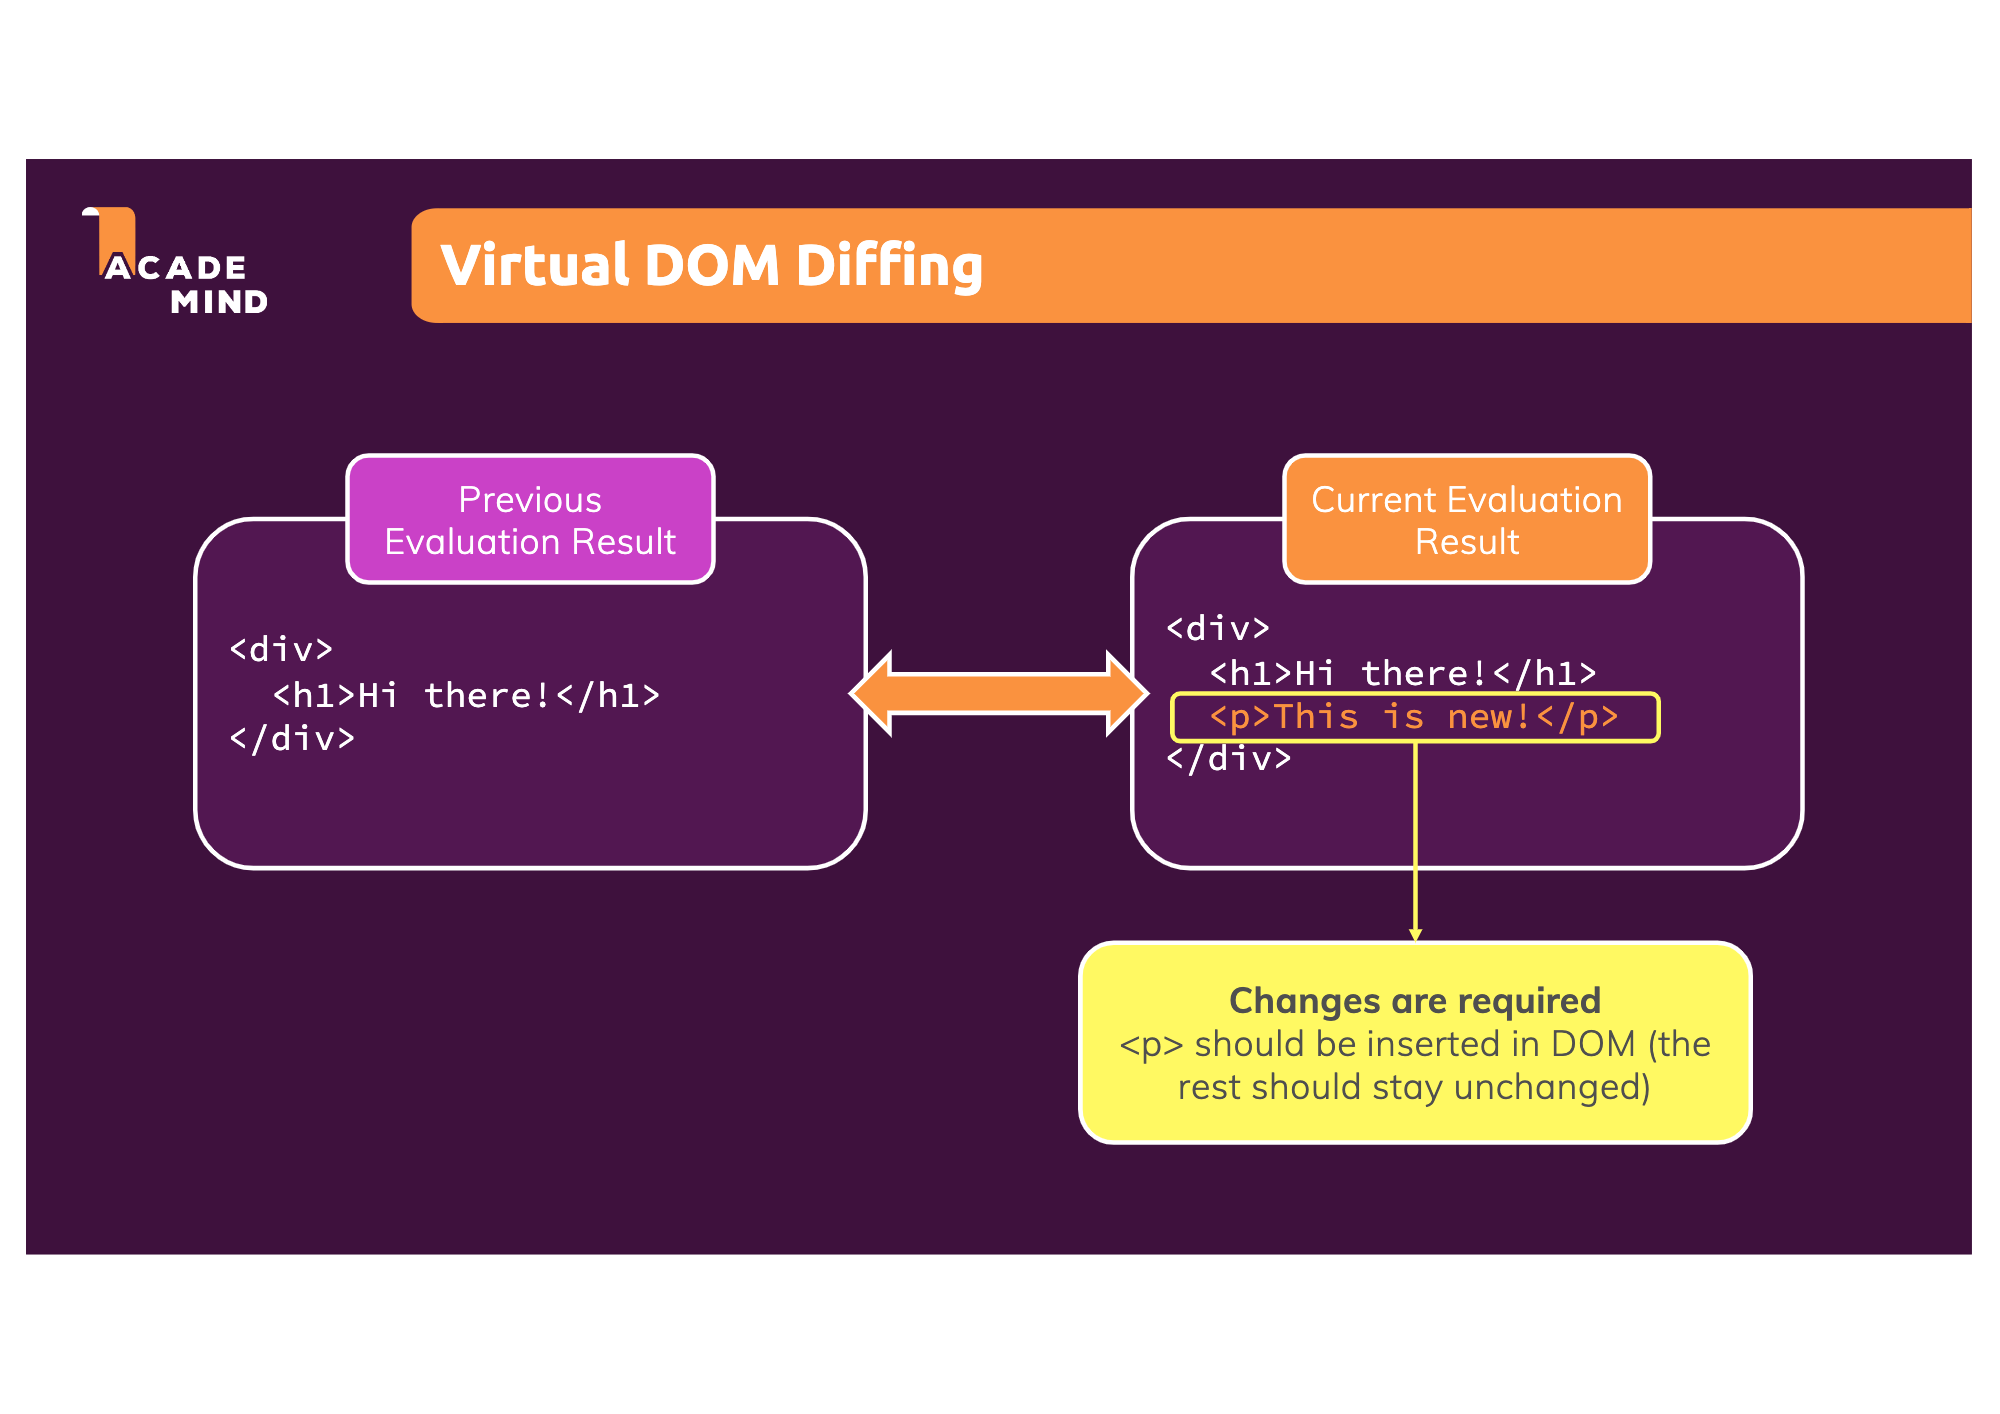 ACADE
MIND
Virtual DOM Diffing
Previous
Evaluation Result
<div>
  <h1>Hi there!</h1>
</div>
Current Evaluation
Result
<div>
  <h1>Hi there!</h1>
  <p>This is new!</p>
</div>
Changes are required
<p> should be inserted in DOM (the
rest should stay unchanged)